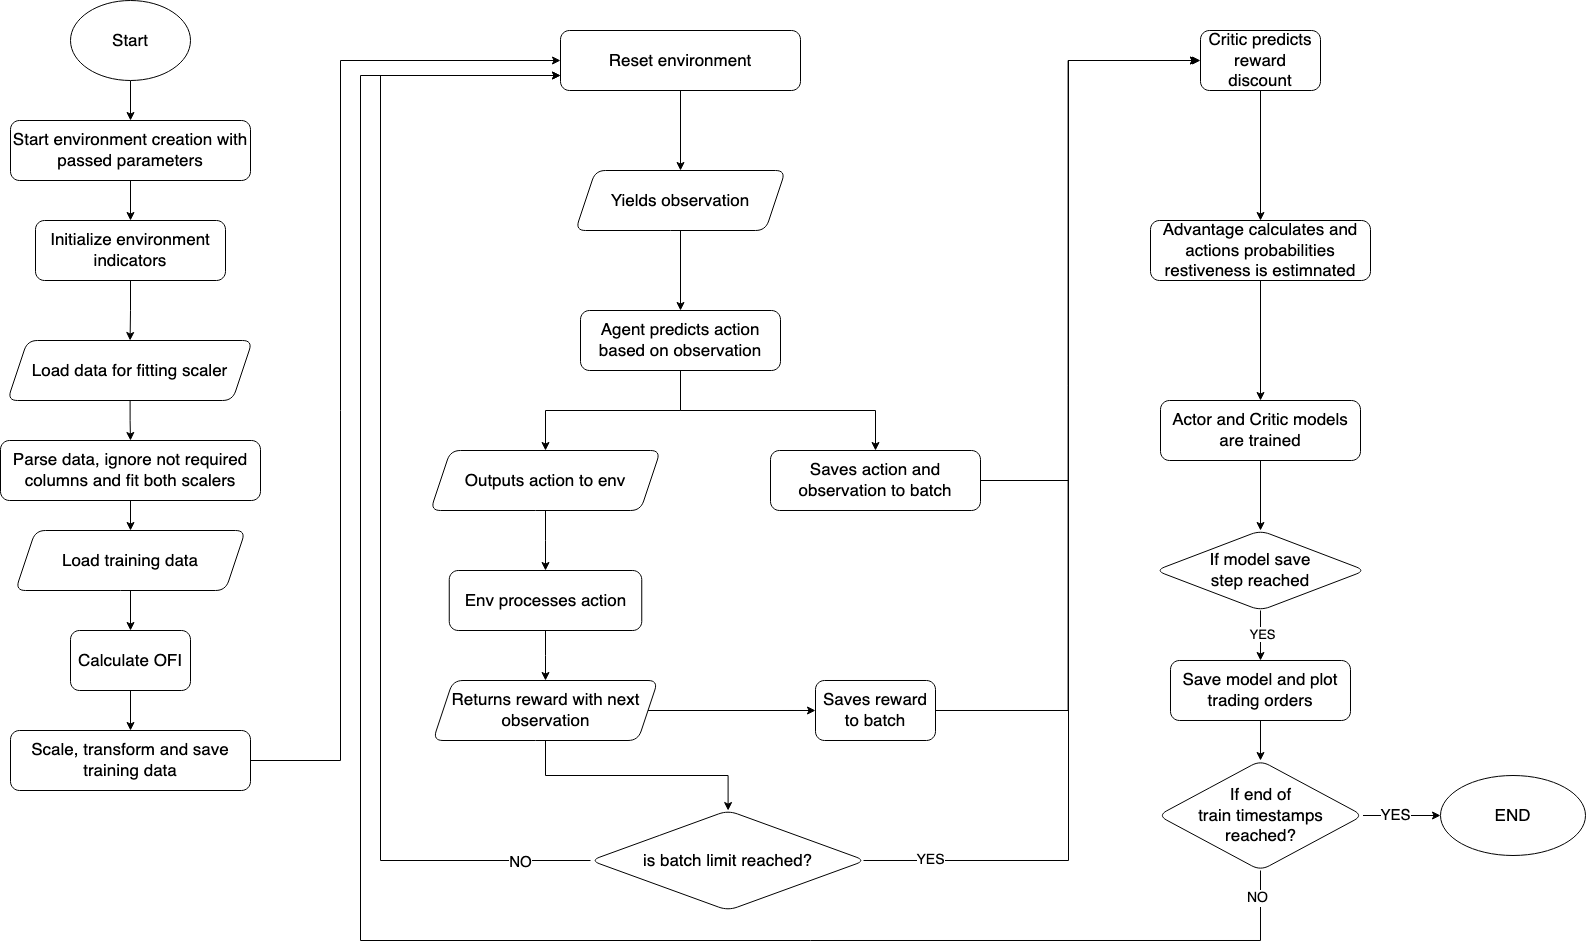 Start
Start environment creation with
passed parameters
Initialize environment
indicators
Load data for fitting scaler
Parse data, ignore not required
columns and fit both scalers
Load training data
Calculate OFI
Scale, transform and save
training data
Reset environment
Yields observation
Agent predicts action
based on observation
Outputs action to env
Saves action and
observation to batch
Env processes action
Returns reward with next
observation
Saves reward
to batch
is batch limit reached?
NO
YES
Critic predicts
reward
discount
Advantage calculates and
actions probabilities
restiveness is estimnated
Actor and Critic models
are trained
If model save
step reached
YES
Save model and plot
trading orders
If end of
train timestamps
reached?
YES
END
NO